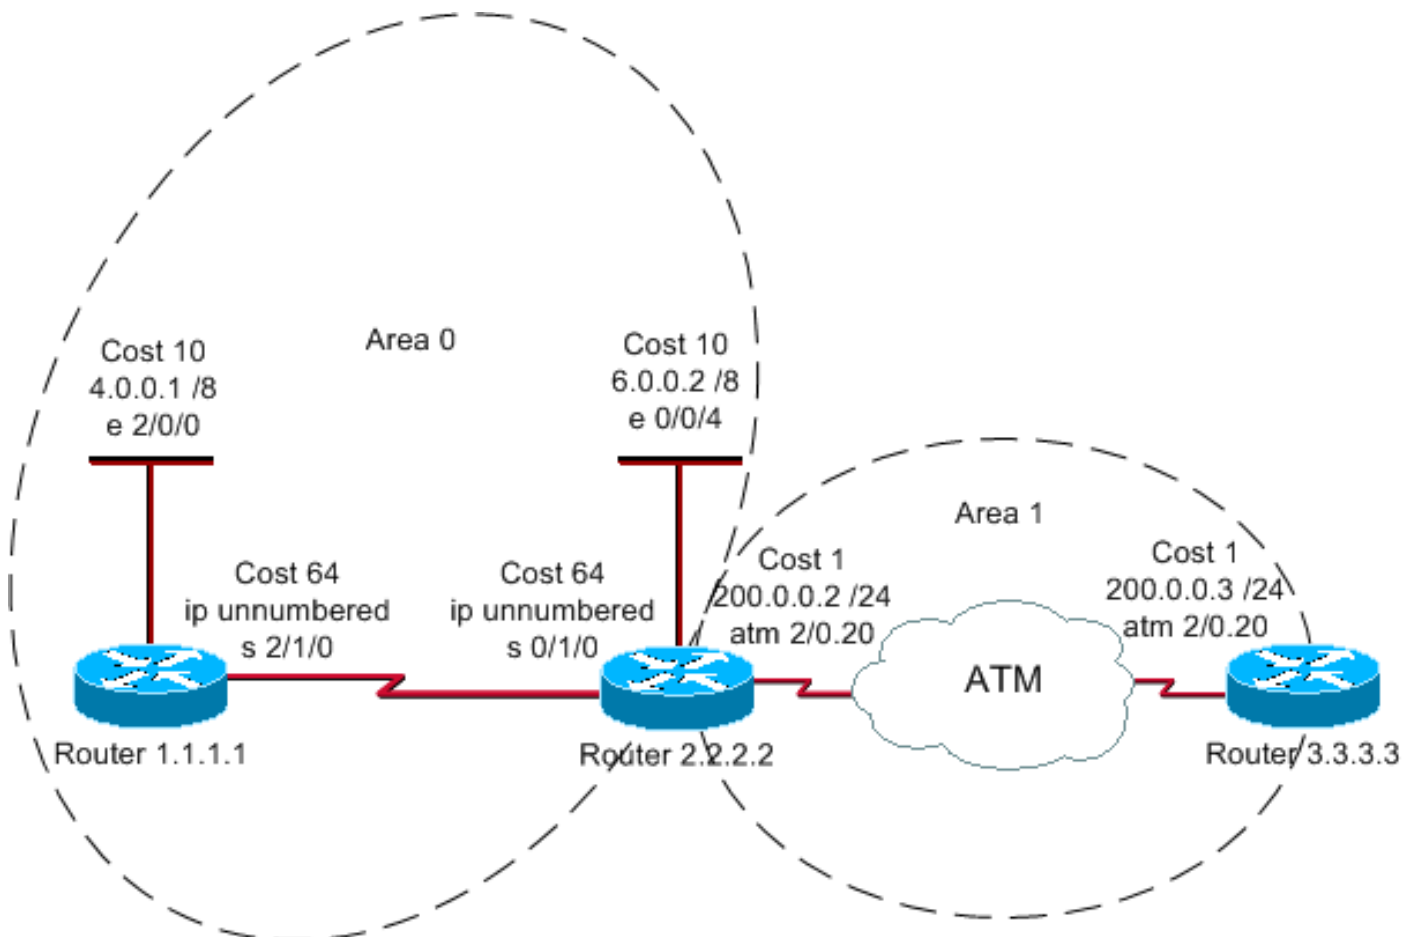 Area 0
Cost 10
4.0.0.1 /8
e 2/0/0
Cost 10
6.0.0.2 /8
e 0/0/4
Area 1
Cost 64
ip unnumbered
s 2/1/0
Cost 64
ip unnumbered
s 0/1/0
Cost 1
200.0.0.2 /24
atm 2/0.20
Cost 1
200.0.0.3 /24
atm 2/0.20
ATM
Router 1.1.1.1
Router 2.2.2.2
Router 3.3.3.3